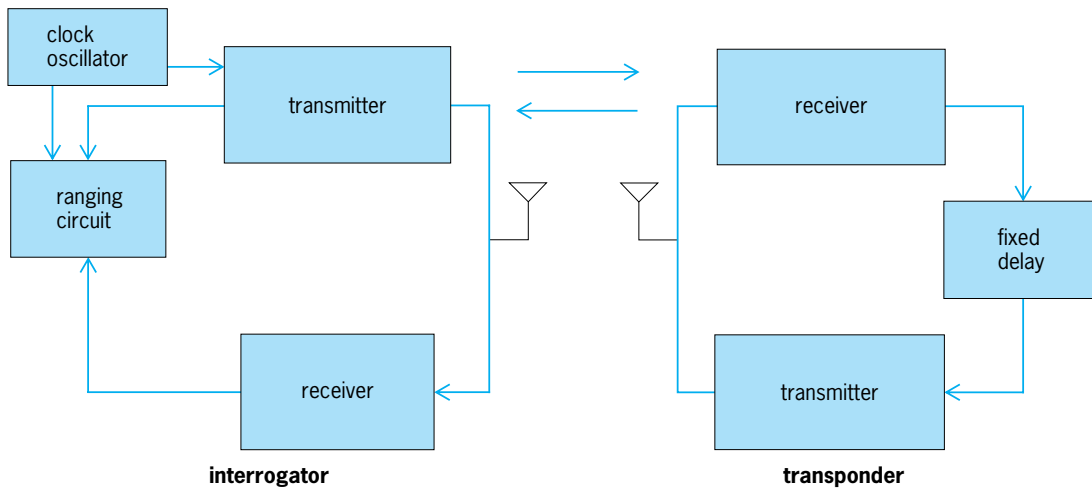 clock
oscillator
transmitter
ranging
circuit
receiver
interrogator
receiver
fixed
delay
transmitter
transponder